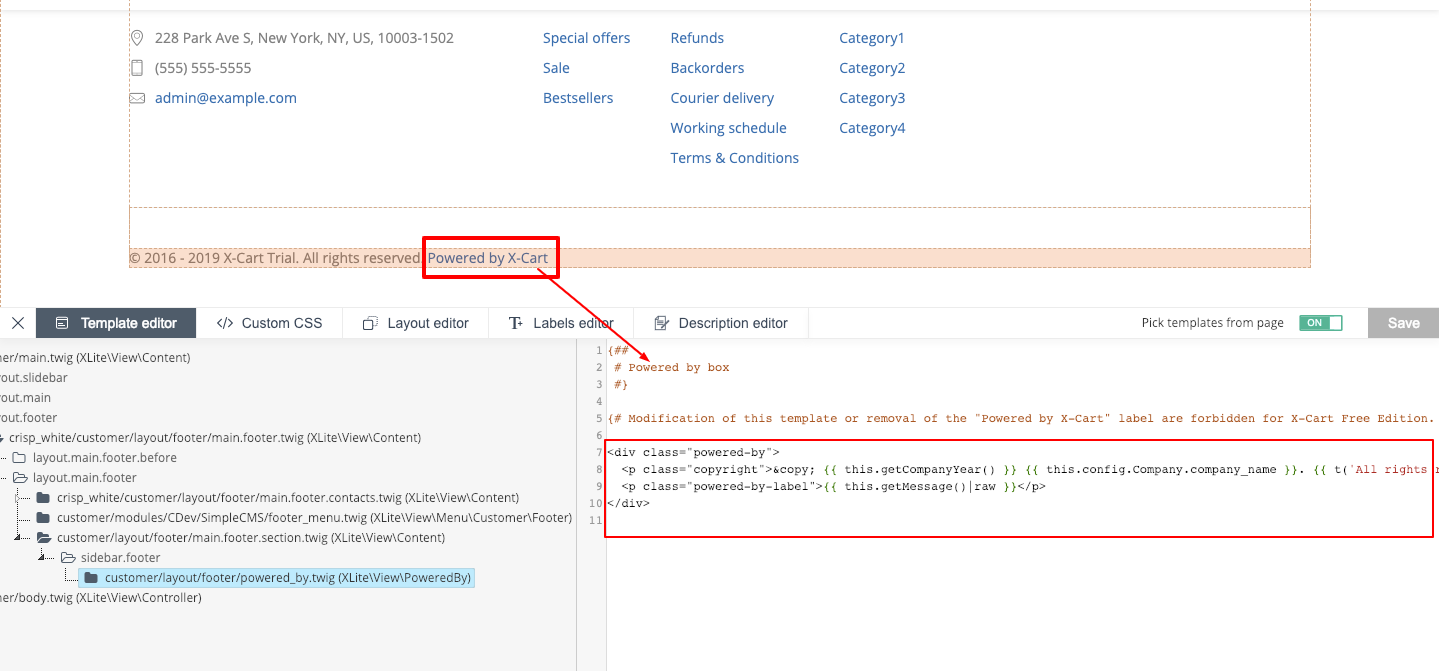 228 Park Ave S, New York, NY, US, 10003-1502
(555) 555-5555
admin@example.com
Special offers
Sale
Bestsellers
Refunds
Backorders
Courier delivery
Working schedule
Terms & Conditions
Category1
Category2
Category3
Category4
© 2016 - 2019 X-Cart Trial. All rights reserved. Powered by X-Cart
Template editor
</> Custom CSS
Layout editor
Labels editor
Description editor
Pick templates from page
ON
Save
er/main.twig (XLite\View\Content)
out.slidebar
out.main
out.footer
crisp_white/customer/layout/footer/main.footer.twig (XLite\View\Content)
layout.main.footer.before
layout.main.footer
crisp_white/customer/layout/footer/main.footer.contacts.twig (XLite\View\Content)
customer/modules/CDev/SimpleCMS/footer_menu.twig (XLite\View\Menu\Customer\Footer)
customer/layout/footer/main.footer.section.twig (XLite\View\Content)
sidebar.footer
customer/layout/footer/powered_by.twig (XLite\View\PoweredBy)
er/body.twig (XLite\View\Controller)
1 {##
2 # Powered by box
3 #}
4
5 {# Modification of this template or removal of the "Powered by X-Cart" label are forbidden for X-Cart Free Edition.
6
7 <div class="powered-by">
8 <p class="copyright">&copy; {{ this.getCompanyYear() }} {{ this.config.Company.company_name }}. {{ t('All rights r
9 <p class="powered-by-label">{{ this.getMessage()|raw }}</p>
10 </div>
11